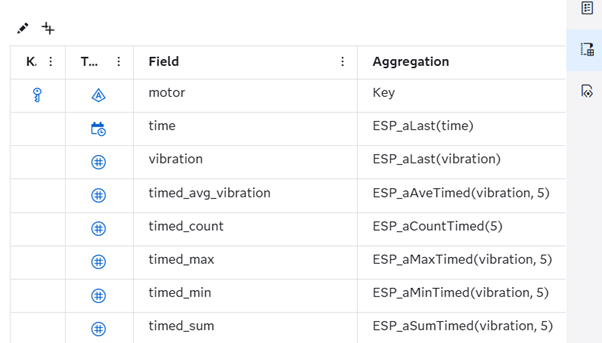 K. T... Field Aggregation
motor Key
time ESP_aLast(time)
vibration ESP_aLast(vibration)
timed_avg_vibration ESP_aAveTimed(vibration, 5)
timed_count ESP_aCountTimed(5)
timed_max ESP_aMaxTimed(vibration, 5)
timed_min ESP_aMinTimed(vibration, 5)
timed_sum ESP_aSumTimed(vibration, 5)